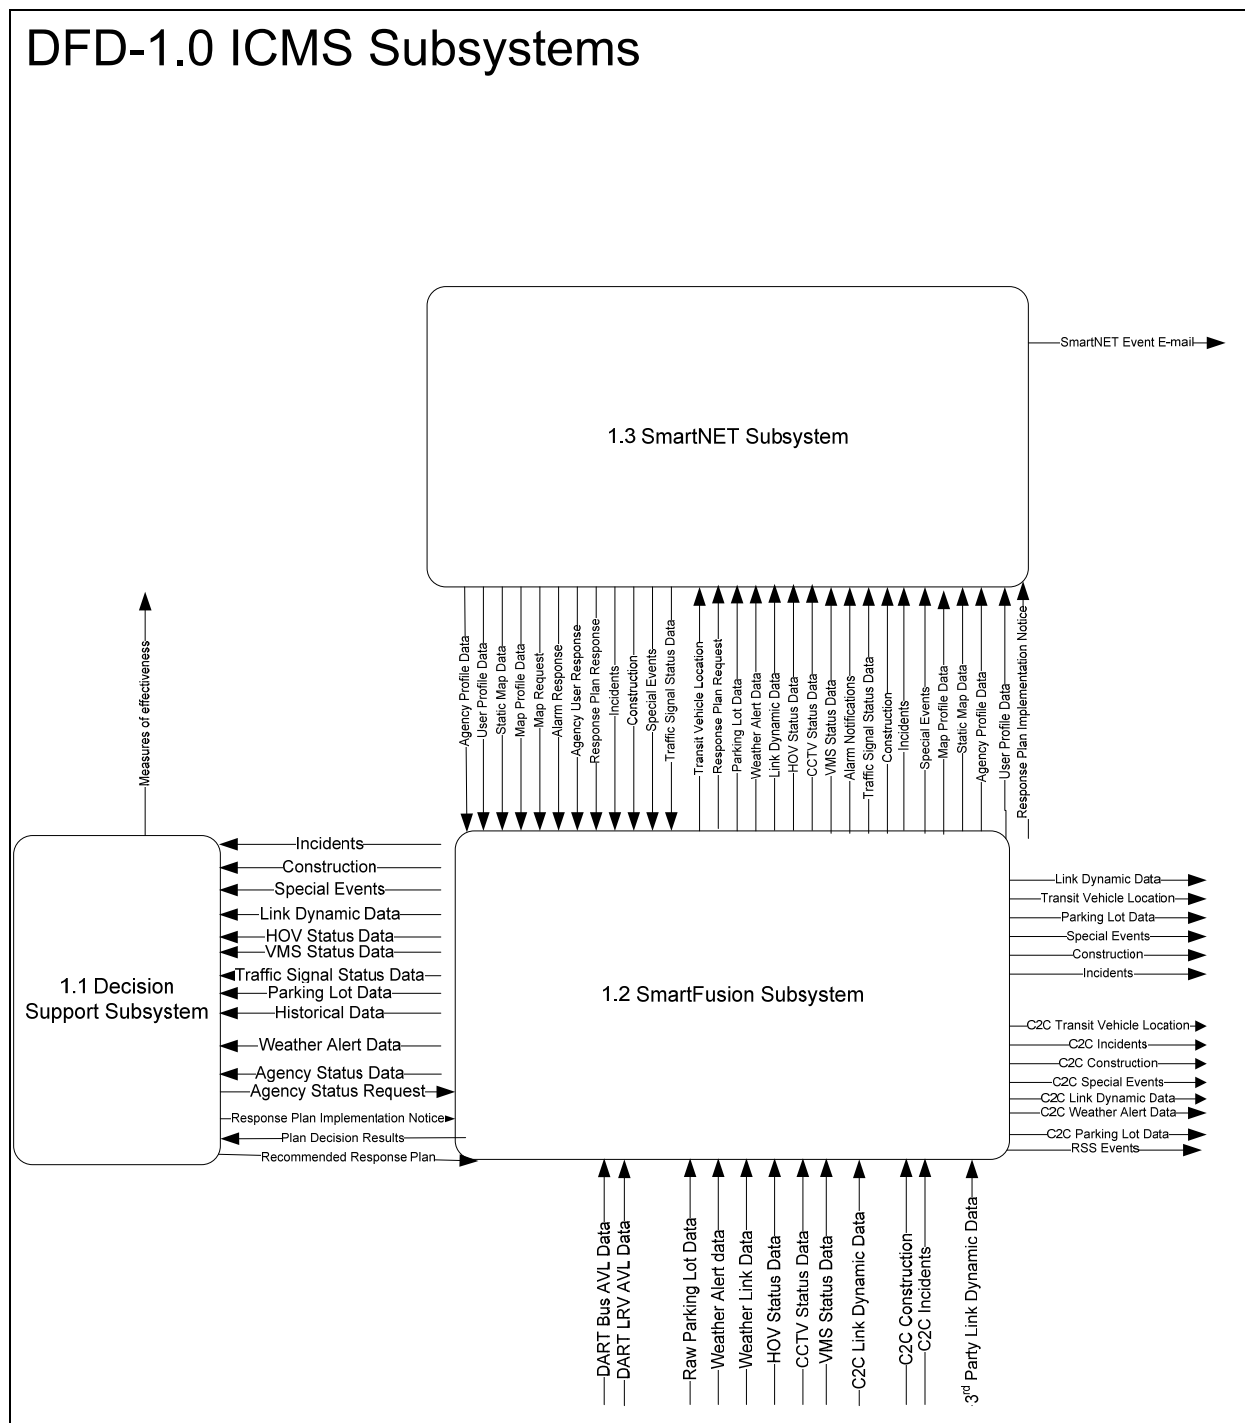 DFD-1.0 ICMS Subsystems
SmartNET Event E-mail
1.3 SmartNET Subsystem
Measures of effectiveness
Agency Profile Data
User Profile Data
Static Map Data
Map Profile Data
Map Request
Alarm Response
Agency User Response
Response Plan Response
Incidents
Construction
Special Events
Traffic Signal Status Data
Transit Vehicle Location
Response Plan Request
Parking Lot Data
Weather Alert Data
Link Dynamic Data
HOV Status Data
CCTV Status Data
VMS Status Data
Alarm Notifications
Traffic Signal Status Data
Construction
Incidents
Special Events
Map Profile Data
Static Map Data
Agency Profile Data
User Profile Data
Response Plan Implementation Notice
1.1 Decision
Support Subsystem
Incidents
Construction
Special Events
Link Dynamic Data
HOV Status Data
VMS Status Data
Traffic Signal Status Data
Parking Lot Data
Historical Data
Weather Alert Data
Agency Status Data
Agency Status Request
Response Plan Implementation Notice
Plan Decision Results
Recommended Response Plan
1.2 SmartFusion Subsystem
Link Dynamic Data
Transit Vehicle Location
Parking Lot Data
Special Events
Construction
Incidents
C2C Transit Vehicle Location
C2C Incidents
C2C Construction
C2C Special Events
C2C Link Dynamic Data
C2C Weather Alert Data
C2C Parking Lot Data
RSS Events
DART Bus AVL Data
DART LRV AVL Data
Raw Parking Lot Data
Weather Alert data
Weather Link Data
HOV Status Data
CCTV Status Data
VMS Status Data
C2C Link Dynamic Data
C2C Construction
C2C Incidents
3rd Party Link Dynamic Data